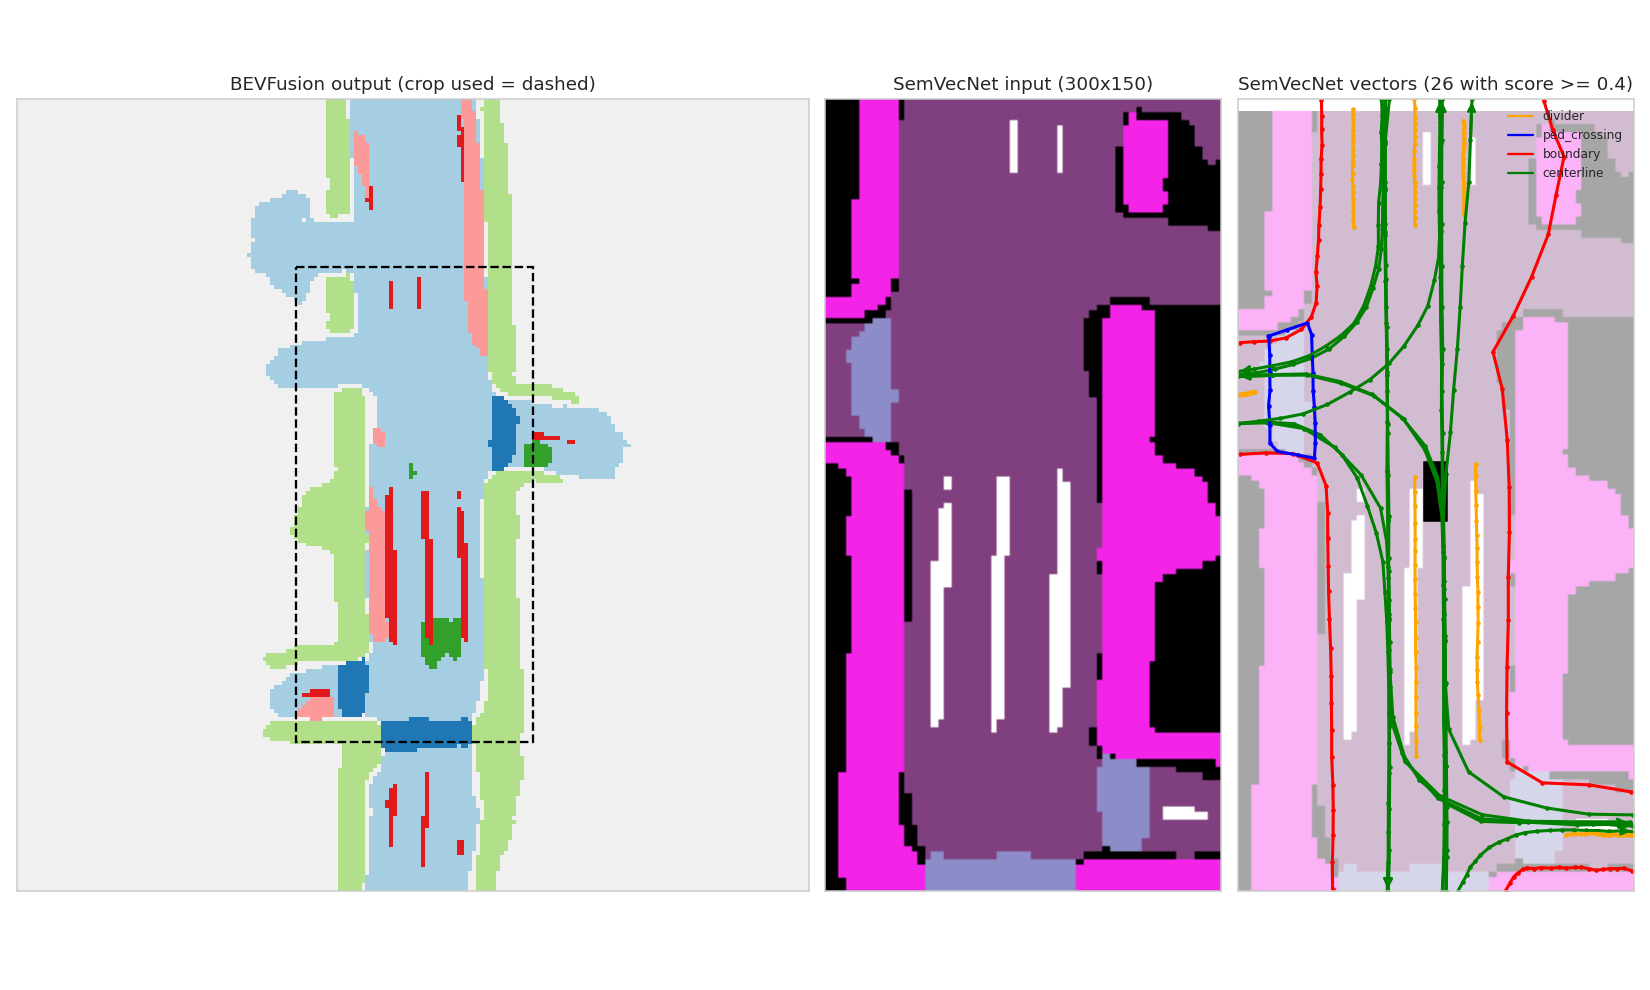 BEVFusion output (crop used = dashed)
SemVecNet input (300x150)
SemVecNet vectors (26 with score >= 0.4)
divider
ped_crossing
boundary
centerline